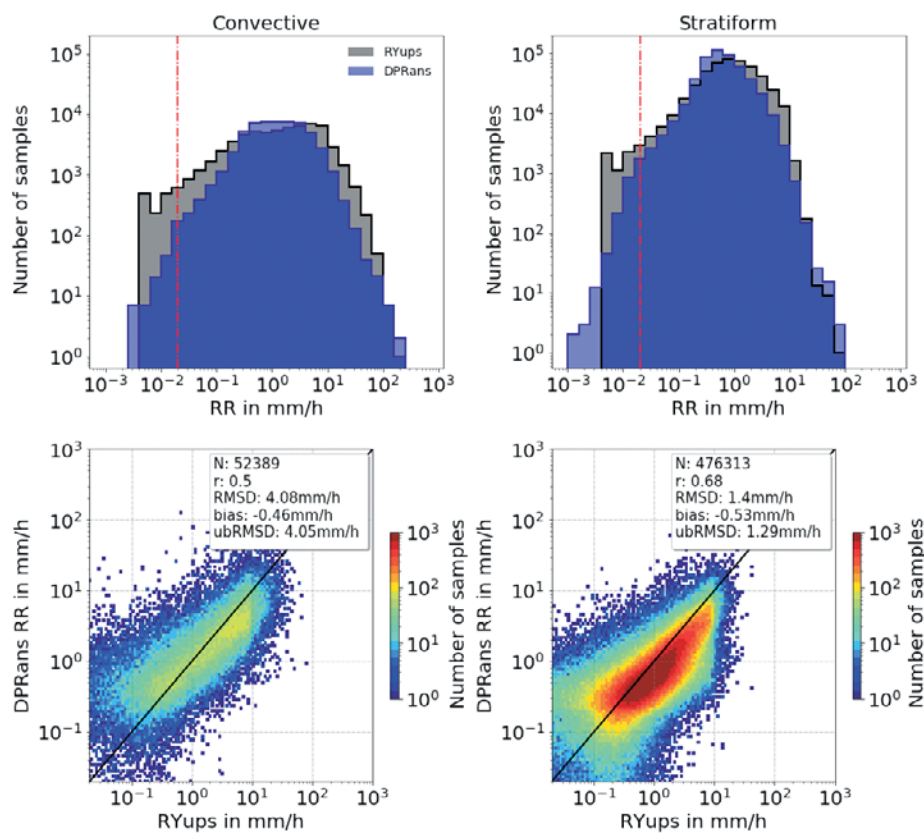 Convective
Number of samples
10^5
10^4
10^3
10^2
10^1
10^0
RYups
DPRans
10^-3 10^-2 10^-1 10^0 10^1 10^2 10^3
RR in mm/h
Stratiform
Number of samples
10^5
10^4
10^3
10^2
10^1
10^0
10^-3 10^-2 10^-1 10^0 10^1 10^2 10^3
RR in mm/h
DPRans RR in mm/h
10^3
10^2
10^1
10^0
10^-1
N: 52389
r: 0.5
RMSD: 4.08mm/h
bias: -0.46mm/h
ubRMSD: 4.05mm/h
10^-1 10^0 10^1 10^2 10^3
RYups in mm/h
10^3
10^2
10^1
10^0
Number of samples
DPRans RR in mm/h
10^3
10^2
10^1
10^0
10^-1
N: 476313
r: 0.68
RMSD: 1.4mm/h
bias: -0.53mm/h
ubRMSD: 1.29mm/h
10^-1 10^0 10^1 10^2 10^3
RYups in mm/h
10^3
10^2
10^1
10^0
Number of samples